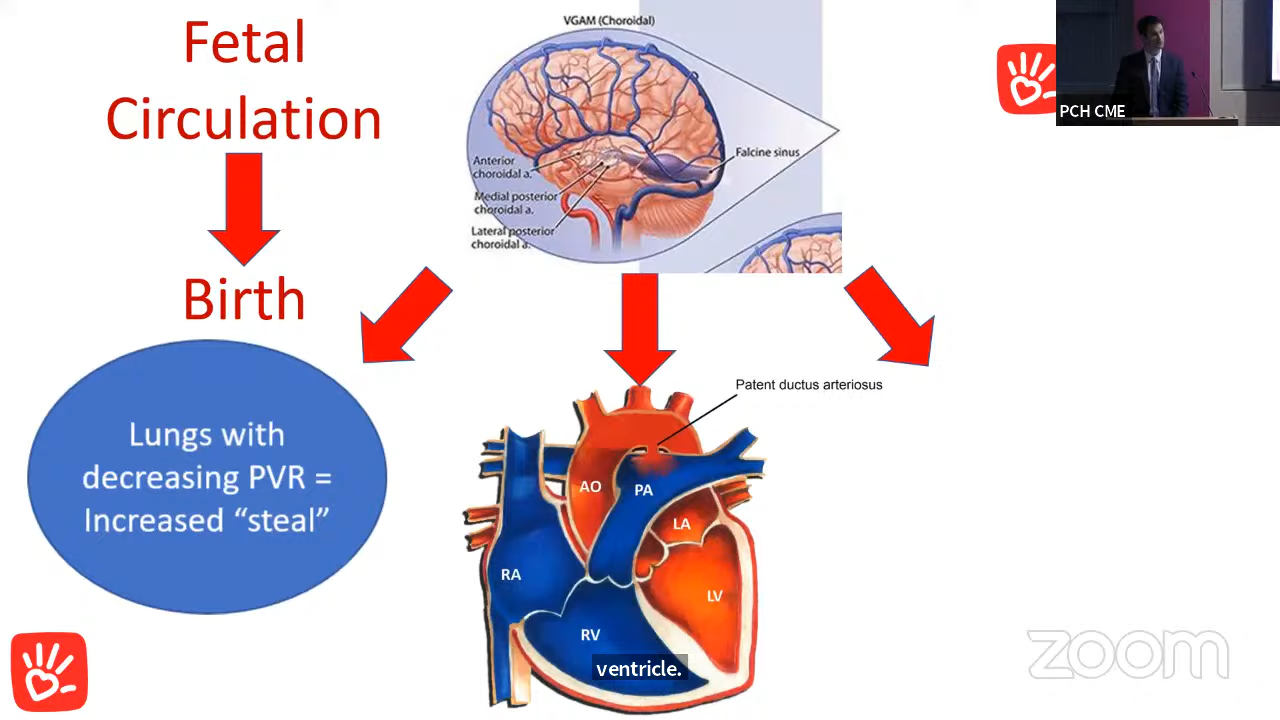 Fetal
Circulation
Birth
Lungs with
decreasing PVR =
Increased “steal”
VGAM (Choroidal)
Anterior
choroidal a.
Medial posterior
choroidal a.
Lateral posterior
choroidal a.
Falcine sinus
Patent ductus arteriosus
AO
PA
LA
RA
LV
RV
ventricle.
PCH CME
zoom